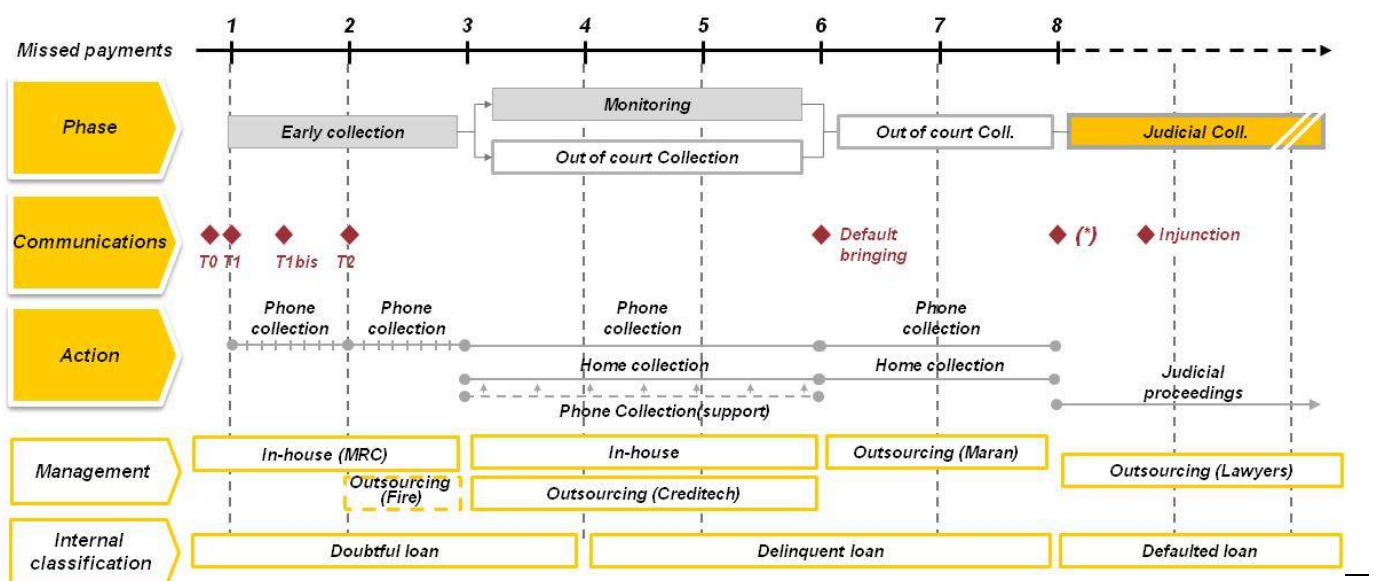 1 2 3 4 5 6 7 8
Missed payments
Phase
Early collection
Monitoring
Out of court Collection
Out of court Coll.
Judicial Coll.
Communications
T0 T1 T1bis T2
Default
bringing
(*)
Injunction
Action
Phone
collection
Phone
collection
Phone
collection
Phone
collection
Home collection
Home collection
Phone Collection(support)
Judicial
proceedings
Management
In-house (MRC)
Outsourcing
(Fire)
In-house
Outsourcing (Creditech)
Outsourcing (Maran)
Outsourcing (Lawyers)
Internal
classification
Doubtful loan
Delinquent loan
Defaulted loan